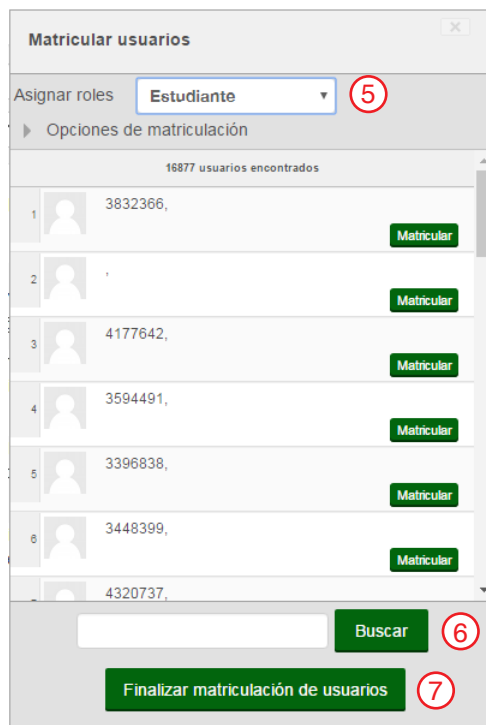 Matricular usuarios
Asignar roles Estudiante 5
Opciones de matriculación
16877 usuarios encontrados
1 3832366,
Matricular
2 ,
Matricular
3 4177642,
Matricular
4 3594491,
Matricular
5 3396838,
Matricular
6 3448399,
Matricular
4320737,
Buscar 6
Finalizar matriculación de usuarios 7